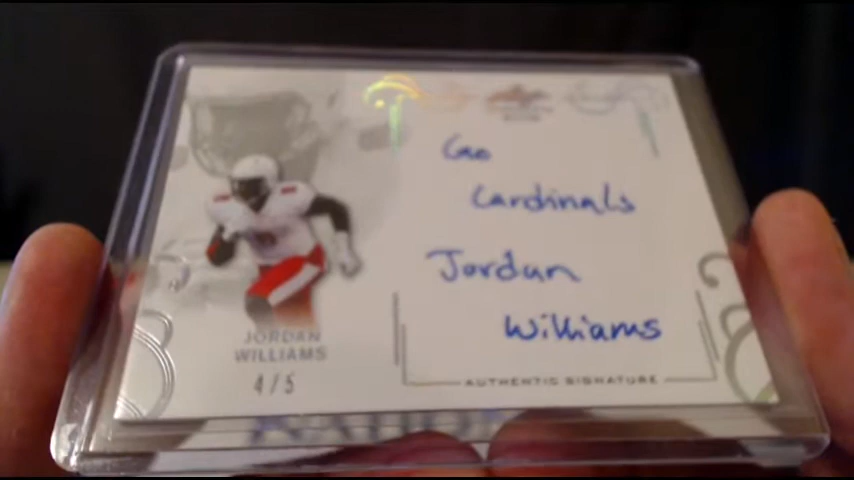 Go
Cardinals
Jordan
Williams
JORDAN
WILLIAMS
4/5
AUTHENTIC SIGNATURE